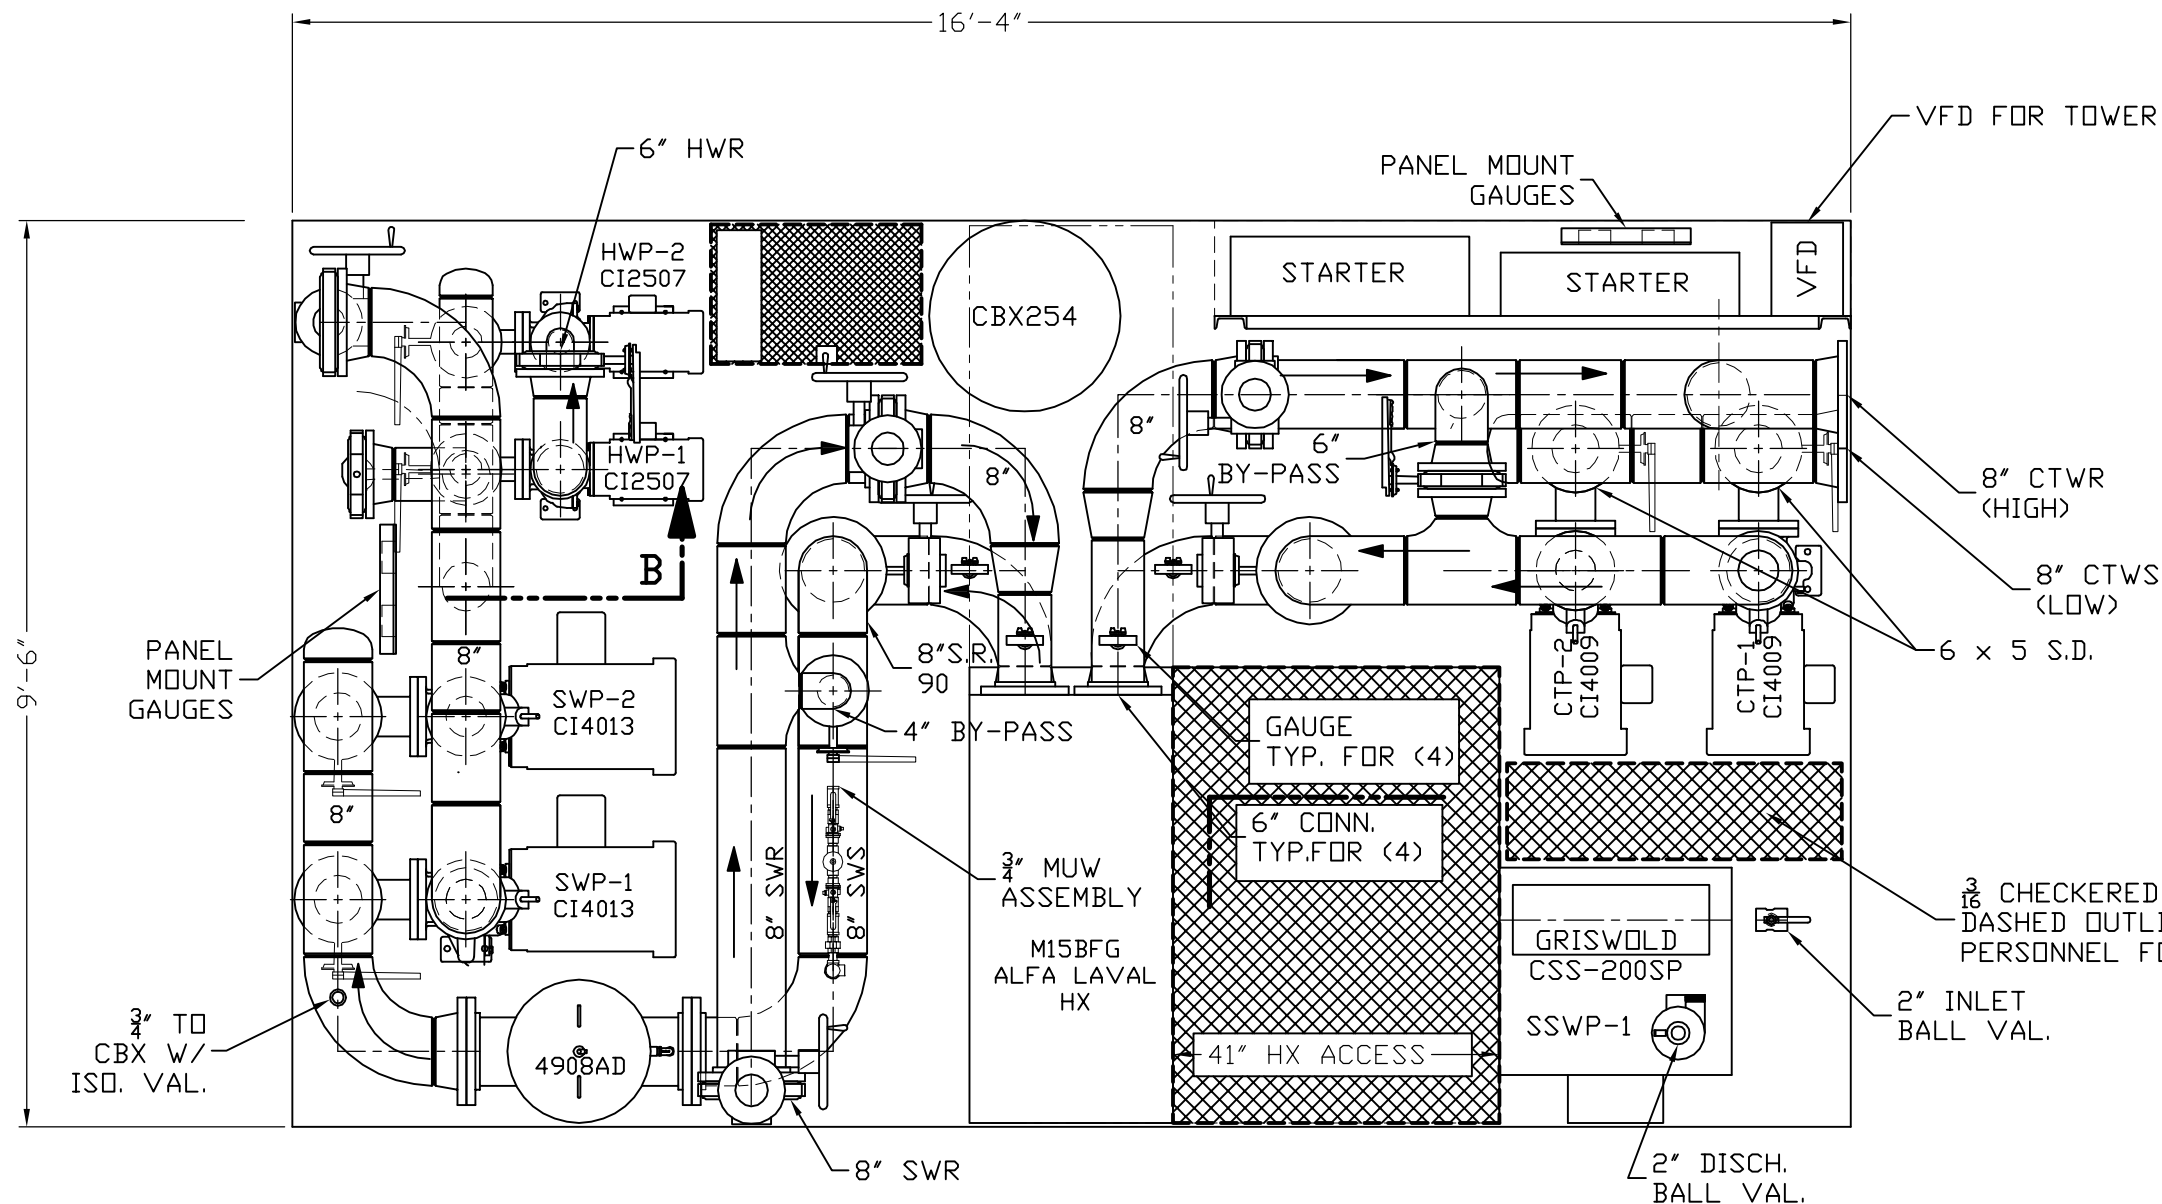 16'-4"
VFD FOR TOWER
6" HWR
PANEL MOUNT
GAUGES
HWP-2
CI2507
STARTER
STARTER
VFD
CBX254
8"
6"
BY-PASS
HWP-1
CI2507
8"
8" CTWR
(HIGH)
B
8" CTWS
(LOW)
9'-6"
PANEL
MOUNT
GAUGES
8"
8"S.R.
90
6 x 5 S.D.
CTP-2
CI4009
CTP-1
CI4009
SWP-2
CI4013
4" BY-PASS
GAUGE
TYP. FOR (4)
8"
6" CONN.
TYP.FOR (4)
SWP-1
CI4013
8" SWR
8" SWS
3/4" MUW
ASSEMBLY
3/16 CHECKERED
DASHED
PERSONNEL
M15BFG
ALFA LAVAL
HX
GRISWOLD
CSS-200SP
SSWP-1
2" INLET
BALL VAL.
3/4" TO
CBX W/
ISO. VAL.
4908AD
41" HX ACCESS
8" SWR
2" DISCH.
BALL VAL.